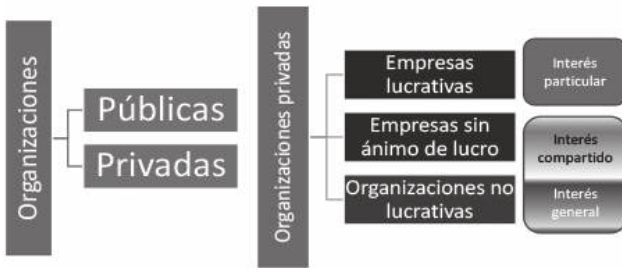 Organizaciones
Públicas
Privadas
Organizaciones privadas
Empresas
lucrativas
Interés
particular
Empresas sin
ánimo de lucro
Interés
compartido
Organizaciones no
lucrativas
Interés
general